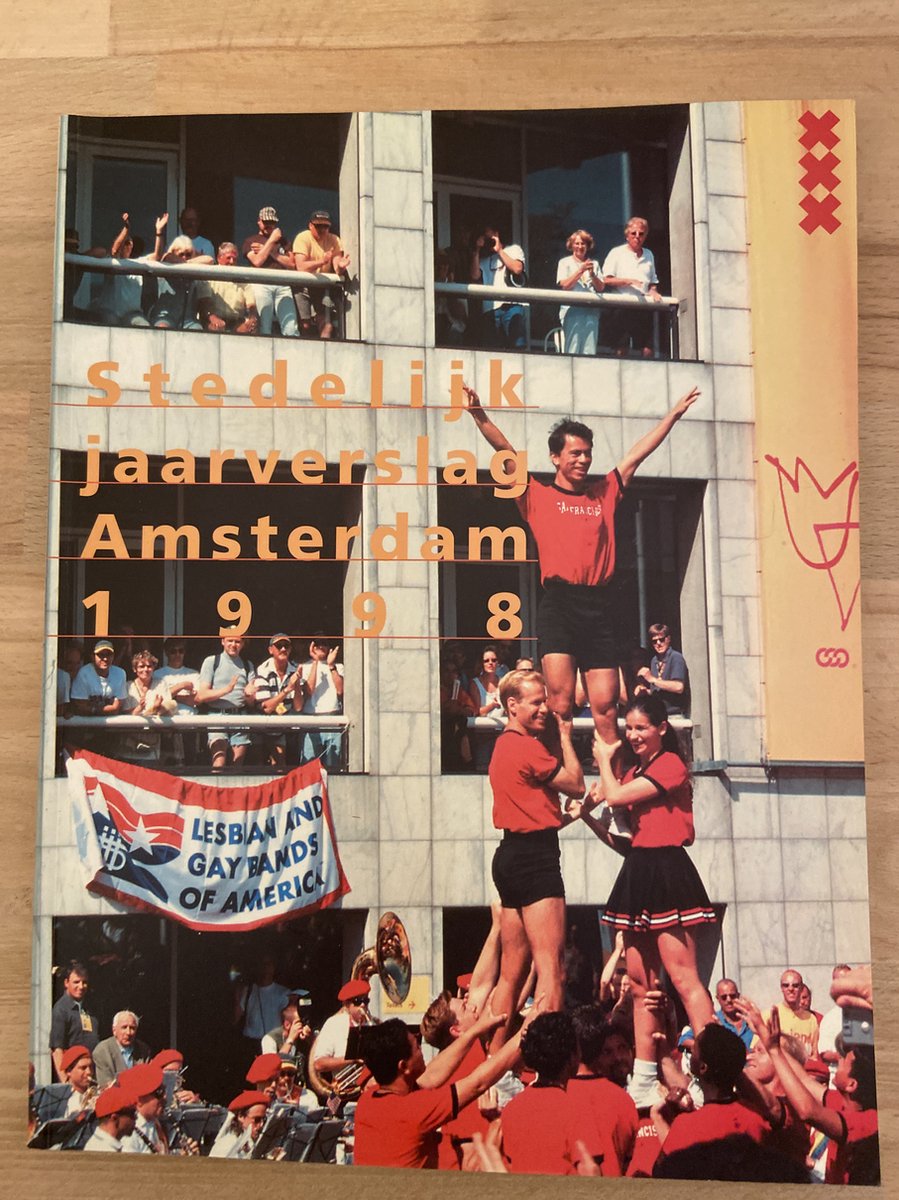 Stedelijk
jaarverslag
Amsterdam
1998
LESBIAN AND
GAY BANDS
OF AMERICA